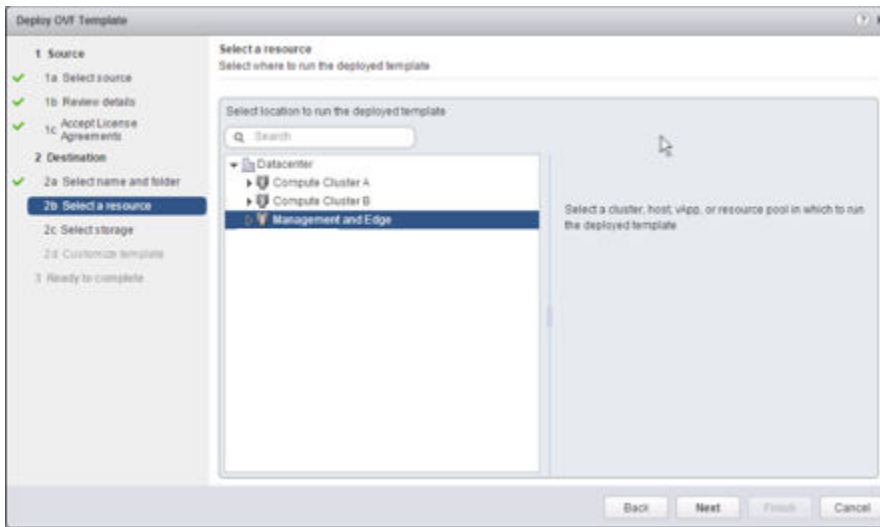 Deploy OVF Template
1 Source
1a Select source
1b Review details
1c Accept License
Agreements
2 Destination
2a Select name and folder
2b Select a resource
2c Select storage
2d Customize template
3 Ready to complete
Select a resource
Select where to run the deployed template
Select location to run the deployed template
Search
Datacenter
Compute Cluster A
Compute Cluster B
Management and Edge
Select a cluster, host, vApp, or resource pool in which to run
the deployed template
Back Next Finish Cancel